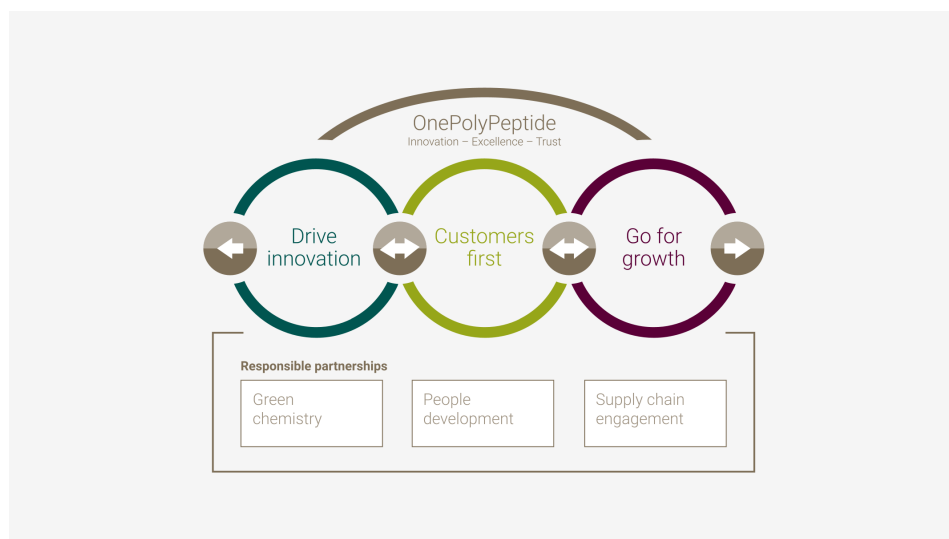 OnePolyPeptide
Innovation – Excellence – Trust
Drive
innovation
Customers
first
Go for
growth
Responsible partnerships
Green
chemistry
People
development
Supply chain
engagement